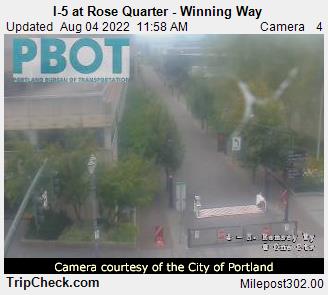 I-5 at Rose Quarter - Winning Way
Updated Aug 04 2022 11:58 AM Camera 4
PBOT
PORTLAND BUREAU OF TRANSPORTATION
Camera courtesy of the City of Portland
TripCheck.com Milepost302.00